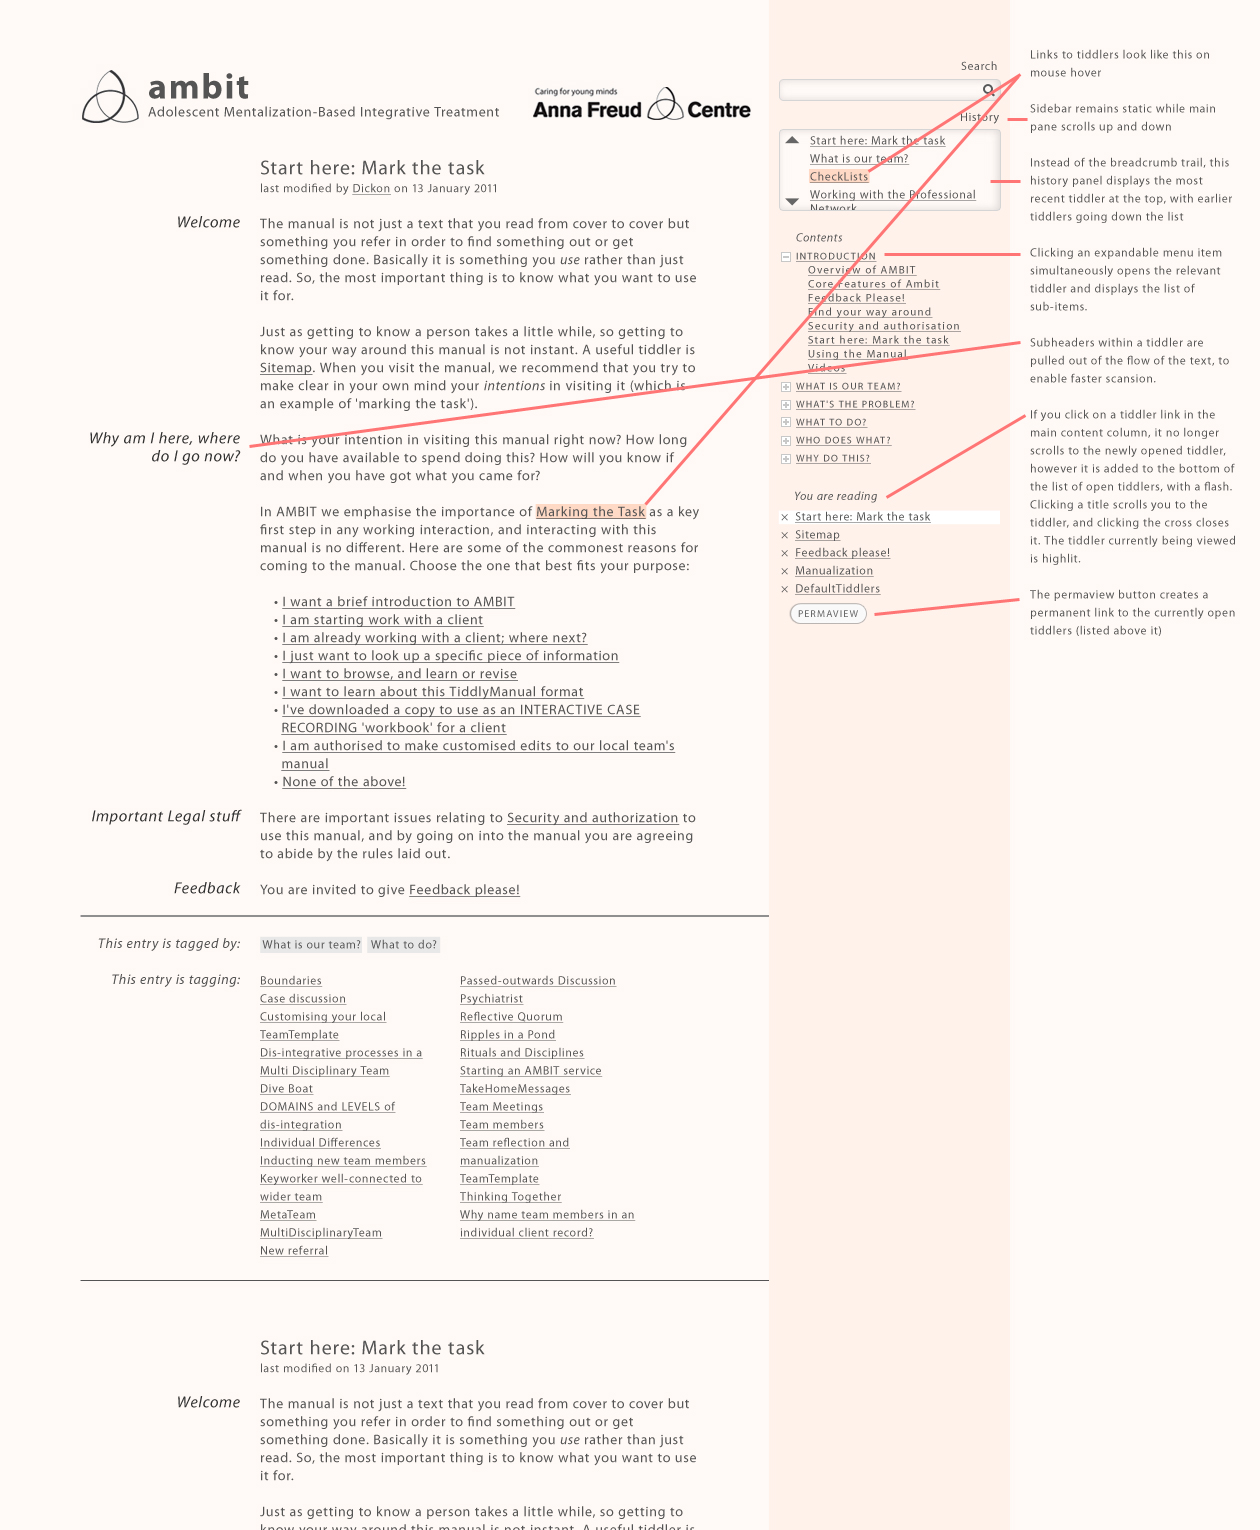 ambit
Adolescent Mentalization-Based Integrative Treatment
Caring for young minds
Anna Freud Centre
Start here: Mark the task
last modified by Dickon on 13 January 2011
Welcome
The manual is not just a text that you read from cover to cover but
something you refer in order to find something out or get
something done. Basically it is something you use rather than just
read. So, the most important thing is to know what you want to use
it for.
Just as getting to know a person takes a little while, so getting to
know your way around this manual is not instant. A useful tiddler is
Sitemap. When you visit the manual, we recommend that you try to
make clear in your own mind your intentions in visiting it (which is
an example of 'marking the task').
Why am I here, where
do I go now?
What is your intention in visiting this manual right now? How long
do you have available to spend doing this? How will you know if
and when you have got what you came for?
In AMBIT we emphasise the importance of Marking the Task as a key
first step in any working interaction, and interacting with this
manual is no different. Here are some of the commonest reasons for
coming to the manual. Choose the one that best fits your purpose:
• I want a brief introduction to AMBIT
• I am starting work with a client
• I am already working with a client; where next?
• I just want to look up a specific piece of information
• I want to browse, and learn or revise
• I want to learn about this TiddlyManual format
• I've downloaded a copy to use as an INTERACTIVE CASE
RECORDING 'workbook' for a client
• I am authorised to make customised edits to our local team's
manual
• None of the above!
Important Legal stuff
There are important issues relating to Security and authorization to
use this manual, and by going on into the manual you are agreeing
to abide by the rules laid out.
Feedback
You are invited to give Feedback please!
This entry is tagged by:
What is our team? What to do?
This entry is tagging:
Boundaries
Case discussion
Customising your local
TeamTemplate
Dis-integrative processes in a
Multi Disciplinary Team
Dive Boat
DOMAINS and LEVELS of
dis-integration
Individual Differences
Inducting new team members
Keyworker well-connected to
wider team
MetaTeam
MultiDisciplinaryTeam
New referral
Passed-outwards Discussion
Psychiatrist
Reflective Quorum
Ripples in a Pond
Rituals and Disciplines
Starting an AMBIT service
TakeHomeMessages
Team Meetings
Team members
Team reflection and
manualization
TeamTemplate
Thinking Together
Why name team members in an
individual client record?
Start here: Mark the task
last modified on 13 January 2011
Welcome
The manual is not just a text that you read from cover to cover but
something you refer in order to find something out or get
something done. Basically it is something you use rather than just
read. So, the most important thing is to know what you want to use
it for.
Just as getting to know a person takes a little while, so getting to
know your way around this manual is not instant. A useful tiddler is
Search
History
Start here: Mark the task
What is our team?
CheckLists
Working with the Professional
Network
Contents
INTRODUCTION
Overview of AMBIT
Core Features of Ambit
Feedback Please!
Find your way around
Security and authorisation
Start here: Mark the task
Using the Manual
Videos
WHAT IS OUR TEAM?
WHAT'S THE PROBLEM?
WHAT TO DO?
WHO DOES WHAT?
WHY DO THIS?
You are reading
× Start here: Mark the task
× Sitemap
× Feedback please!
× Manualization
× DefaultTiddlers
PERMAVIEW
Links to tiddlers look like this on
mouse hover
Sidebar remains static while main
pane scrolls up and down
Instead of the breadcrumb trail, this
history panel displays the most
recent tiddler at the top, with earlier
tiddlers going down the list
Clicking an expandable menu item
simultaneously opens the relevant
tiddler and displays the list of
sub-items.
Subheaders within a tiddler are
pulled out of the flow of the text, to
enable faster scansion.
If you click on a tiddler link in the
main content column, it no longer
scrolls to the newly opened tiddler,
however it is added to the bottom of
the list of open tiddlers, with a flash.
Clicking a title scrolls you to the
tiddler, and clicking the cross closes
it. The tiddler currently being viewed
is highlit.
The permaview button creates a
permanent link to the currently open
tiddlers (listed above it)